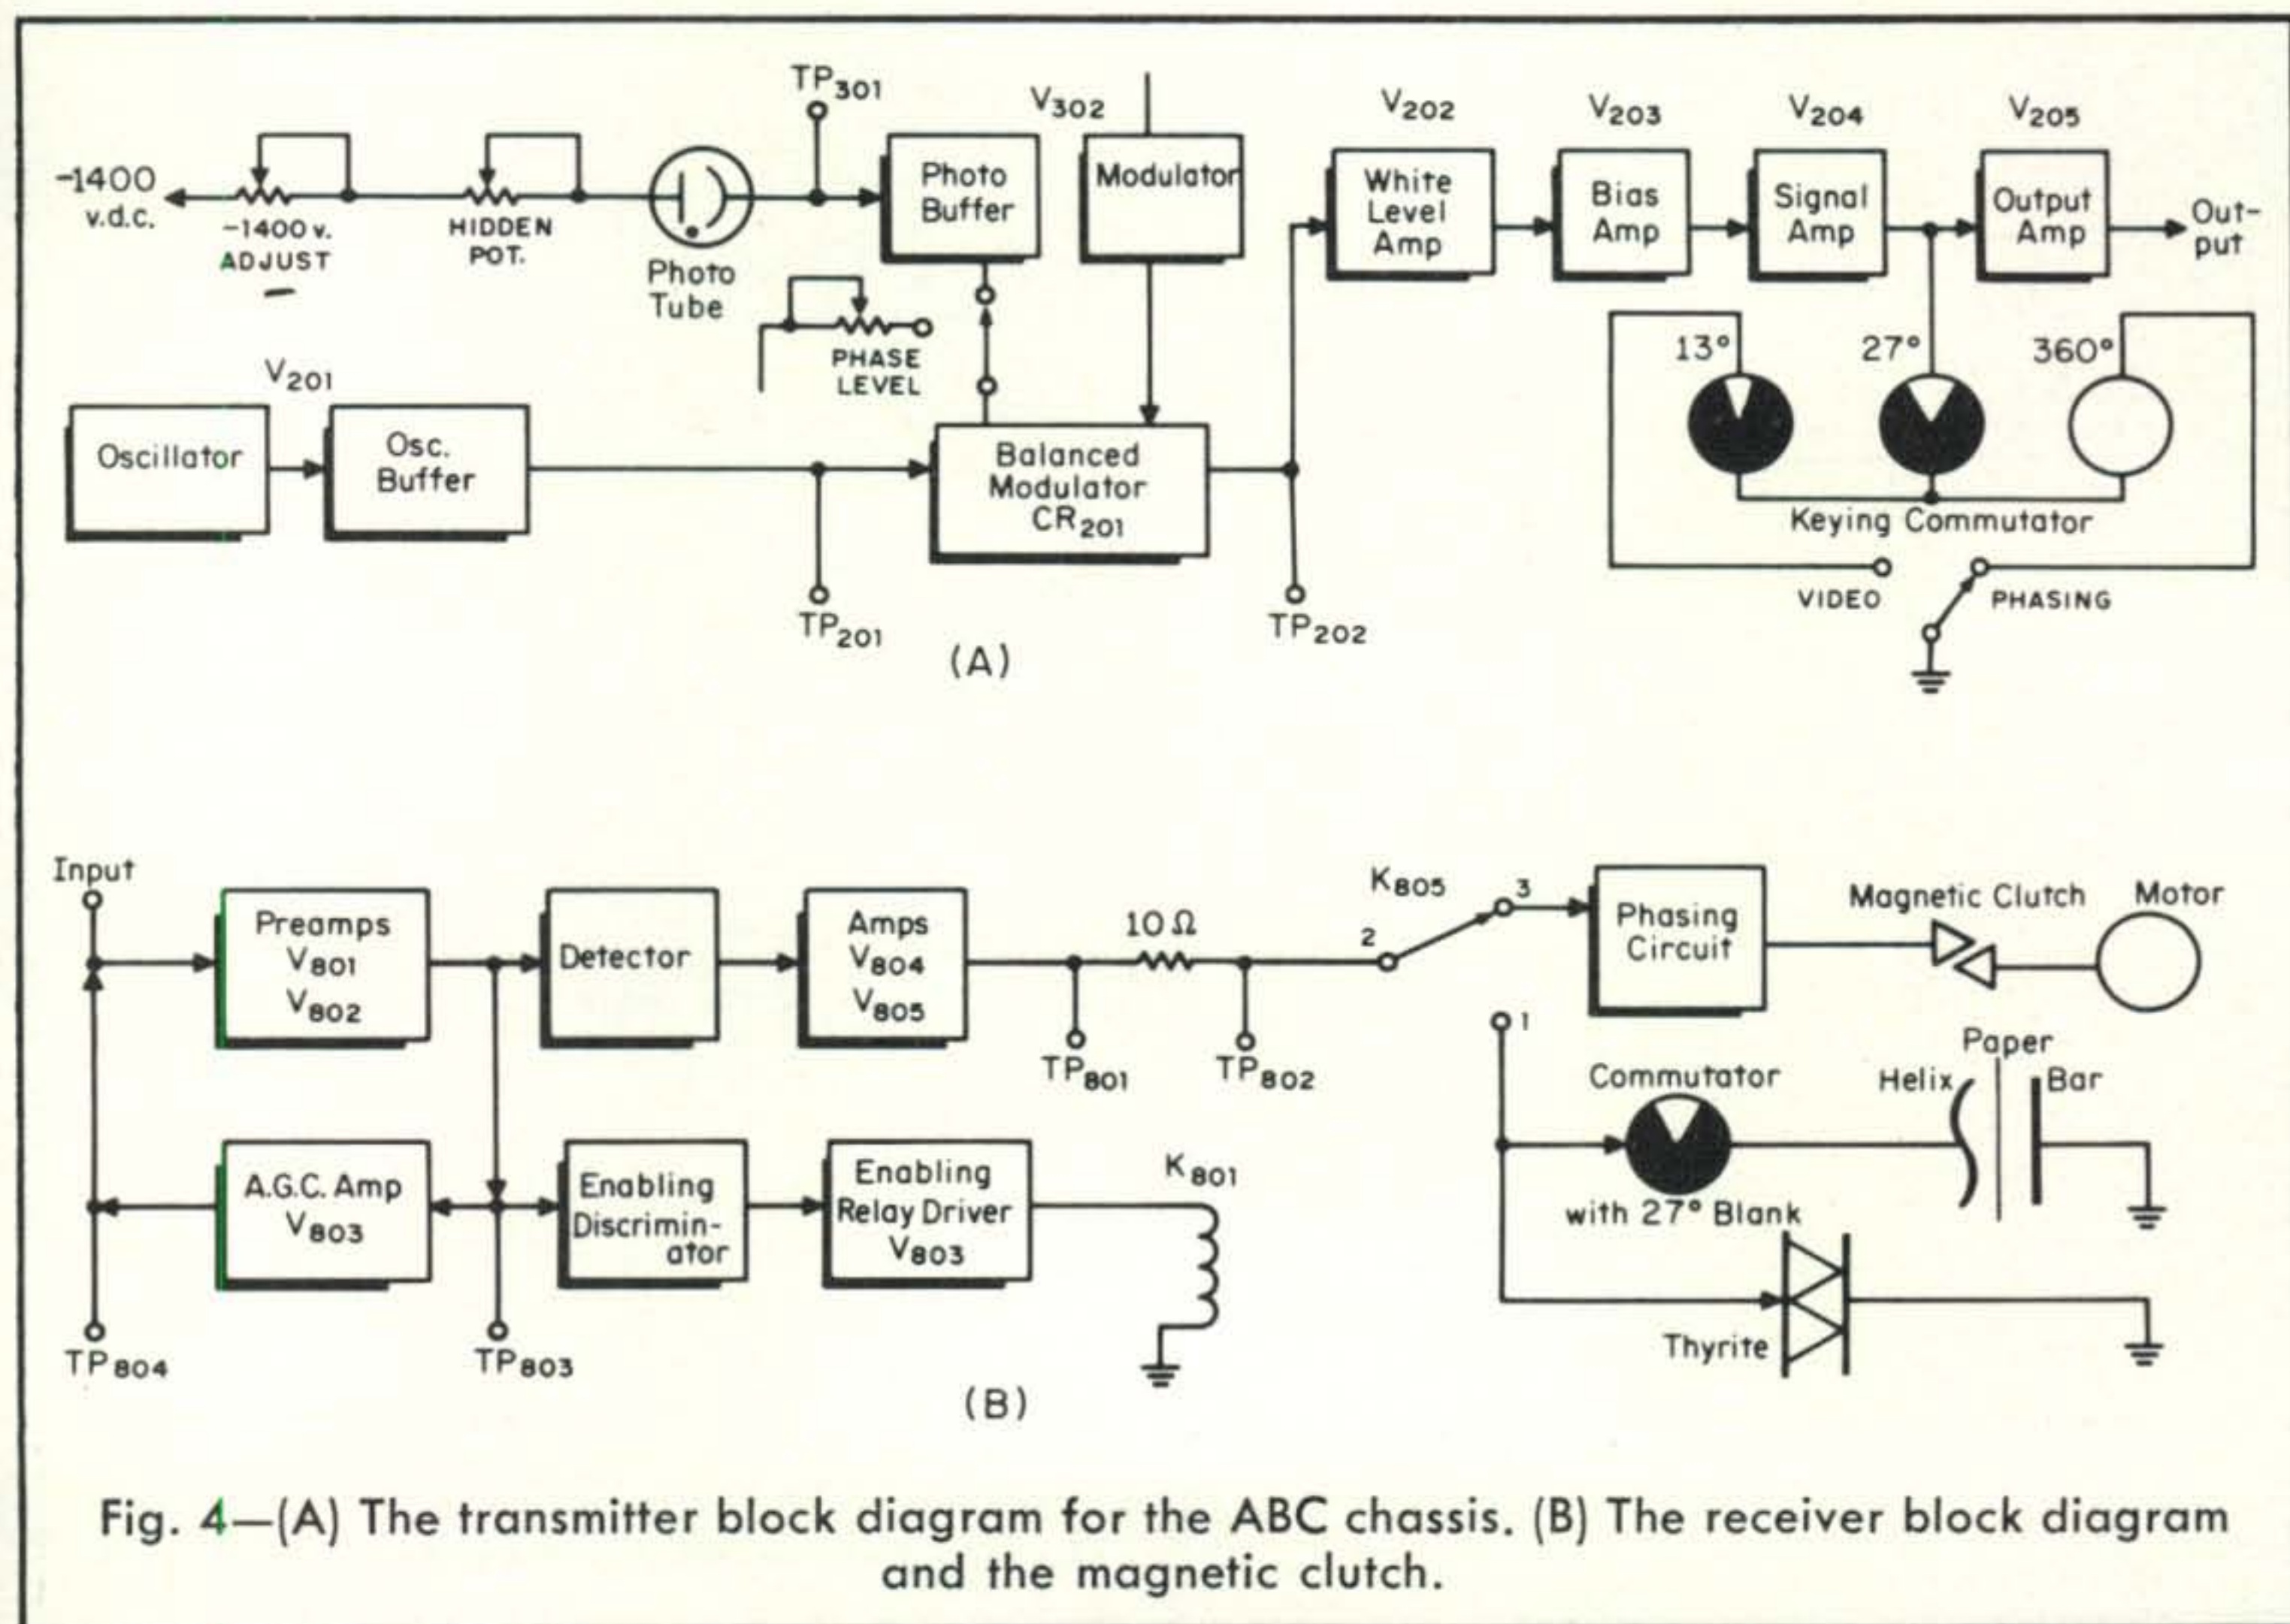 TP301
V302
V202
V203
V204
V205
-1400
v.d.c.
-1400 v.
ADJUST
HIDDEN
POT.
Photo
Tube
Photo
Buffer
Modulator
White
Level
Amp
Bias
Amp
Signal
Amp
Output
Amp
Out-
put
PHASE
LEVEL
13°
27°
360°
V201
Oscillator
Osc.
Buffer
Balanced
Modulator
CR201
Keying Commutator
VIDEO
PHASING
TP201
TP202
(A)
Input
Preamps
V801
V802
Detector
Amps
V804
V805
10 Ω
TP801
TP802
K805
2
3
1
Phasing
Circuit
Magnetic Clutch
Motor
Paper
Commutator
Helix
Bar
with 27° Blank
Thyrite
A.G.C. Amp
V803
Enabling
Discrimin-
ator
Enabling
Relay Driver
V803
K801
TP804
TP803
(B)
Fig. 4—(A) The transmitter block diagram for the ABC chassis. (B) The receiver block diagram
and the magnetic clutch.